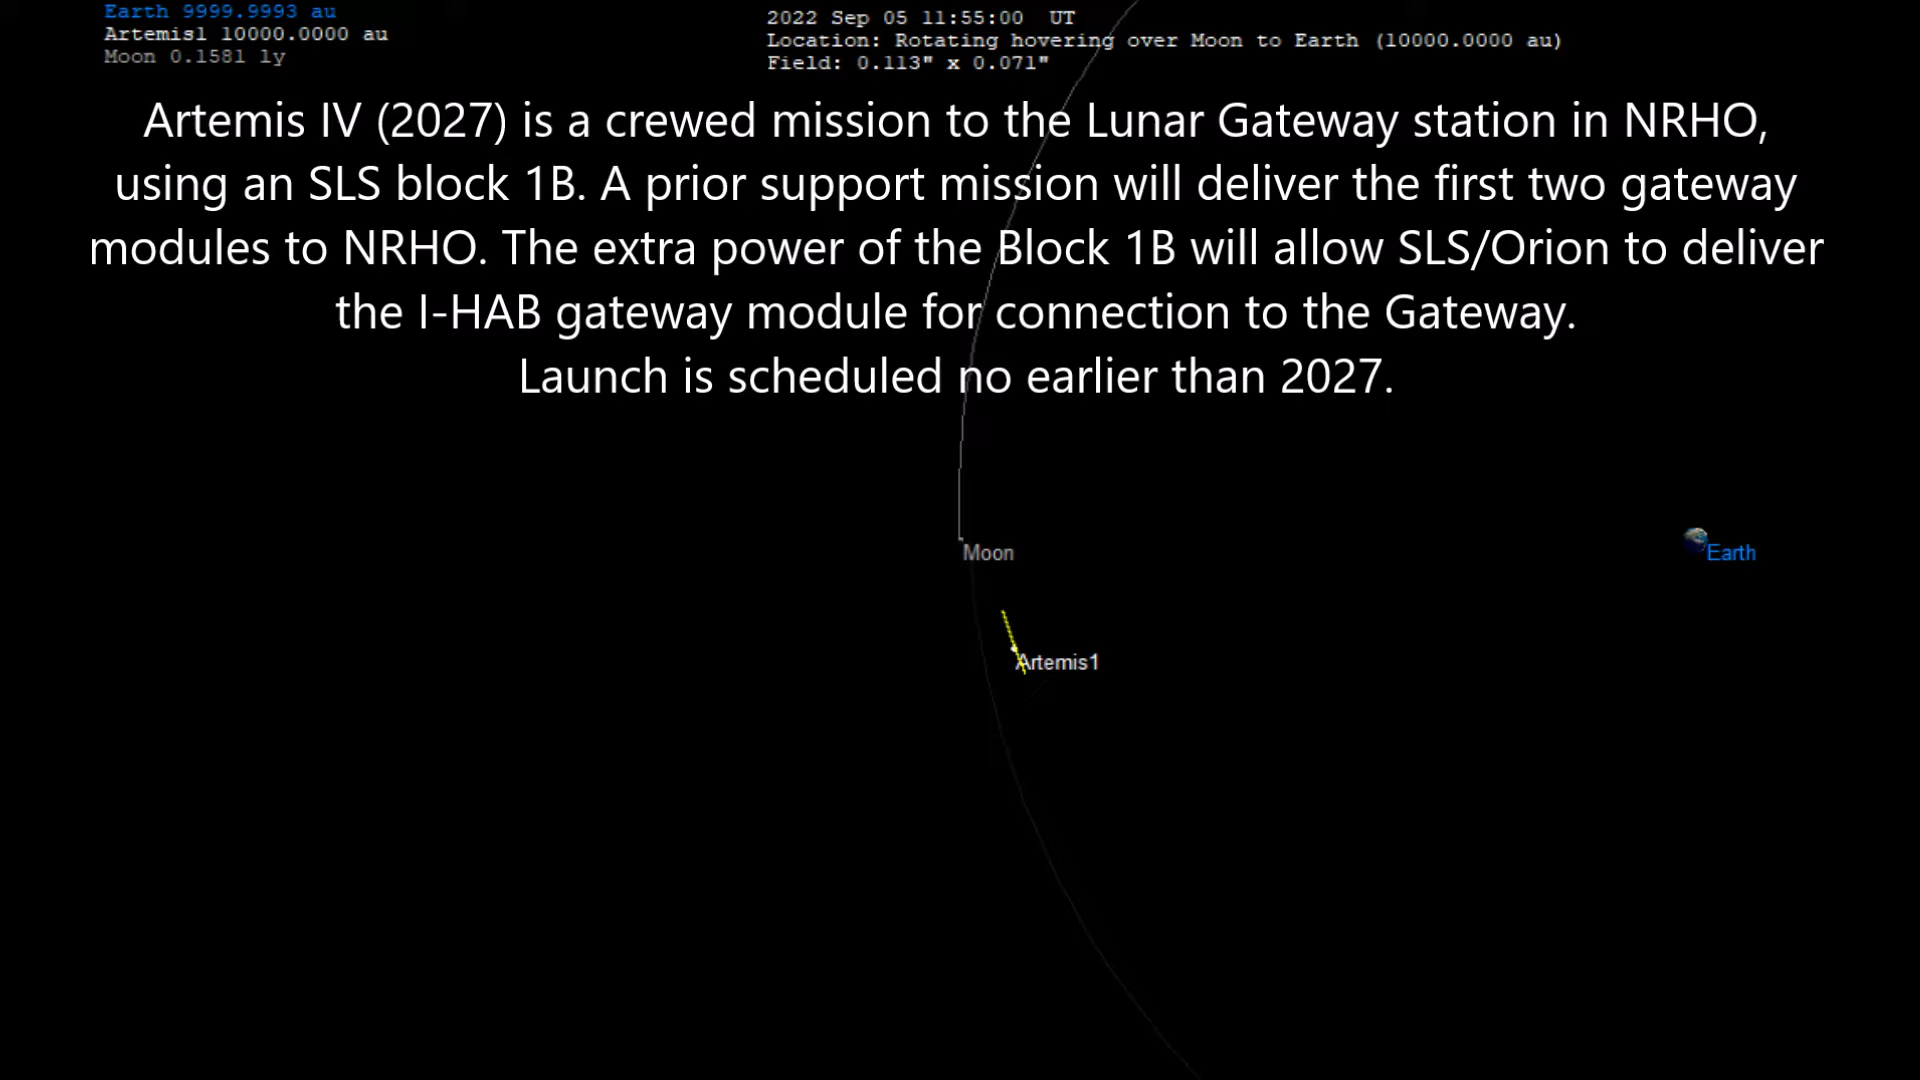 Earth 9999.9993 au
Artemis1 10000.0000 au
Moon 0.1581 ly
2022 Sep 05 11:55:00 UT
Location: Rotating hovering over Moon to Earth (10000.0000 au)
Field: 0.113" x 0.071"
Artemis IV (2027) is a crewed mission to the Lunar Gateway station in NRHO,
using an SLS block 1B. A prior support mission will deliver the first two gateway
modules to NRHO. The extra power of the Block 1B will allow SLS/Orion to deliver
the I-HAB gateway module for connection to the Gateway.
Launch is scheduled no earlier than 2027.
Moon
Earth
Artemis1